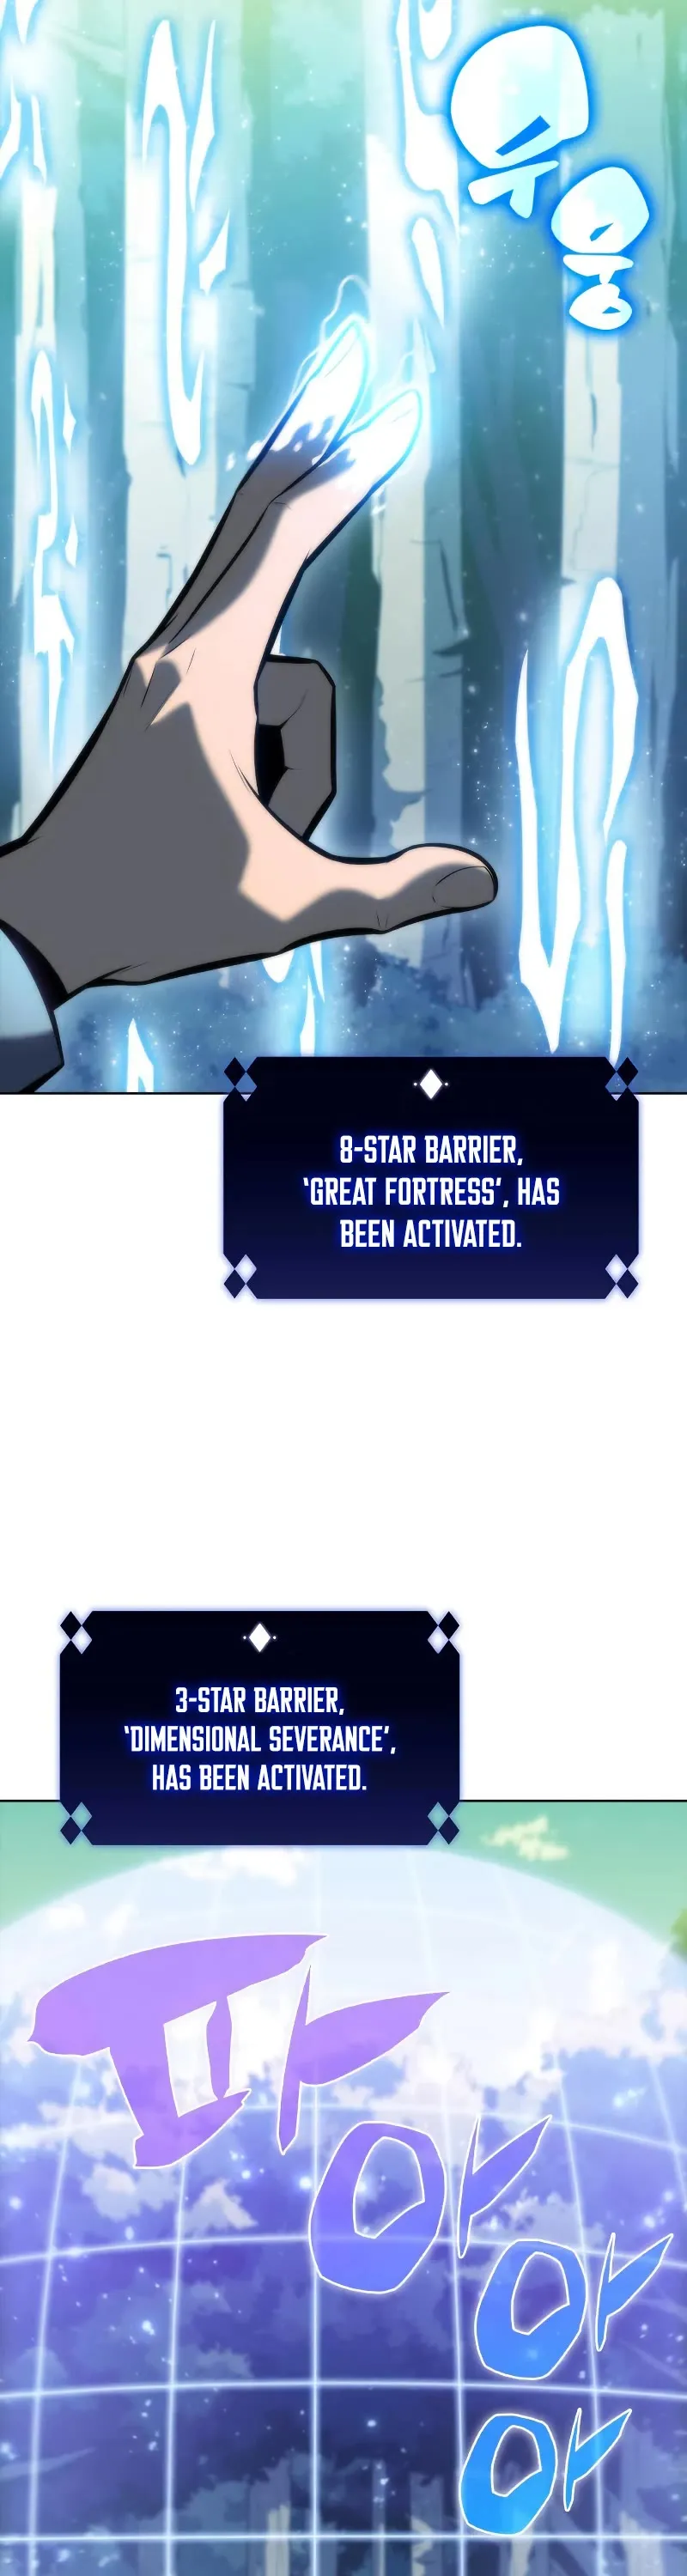 우웅
8-STAR BARRIER,
‘GREAT FORTRESS’, HAS
BEEN ACTIVATED.
3-STAR BARRIER,
‘DIMENSIONAL SEVERANCE’,
HAS BEEN ACTIVATED.
파
아
아
아